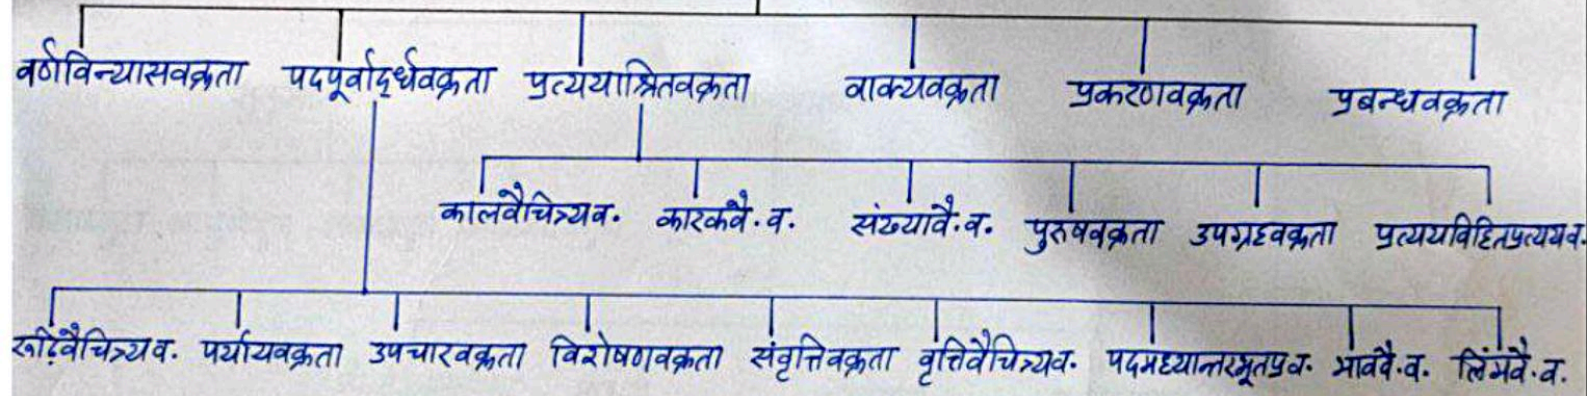 वर्णविन्यासवक्रता पदपूर्वाद्र्धवक्रता प्रत्ययाश्रितवक्रता वाक्यवक्रता प्रकरणवक्रता प्रबन्धवक्रता
कालवैचित्र्यव. कारकवै.व. संख्यावै.व. पुरुषवक्रता उपग्रहवक्रता प्रत्ययविहितप्रत्ययव.
रूढ़िवैचित्र्यव. पर्यायवक्रता उपचारवक्रता विशेषणवक्रता संवृत्तिवक्रता वृत्तिवैचित्र्यव. पदमध्यान्तरभूतप्रव. भाववै.व. लिंगवै.व.